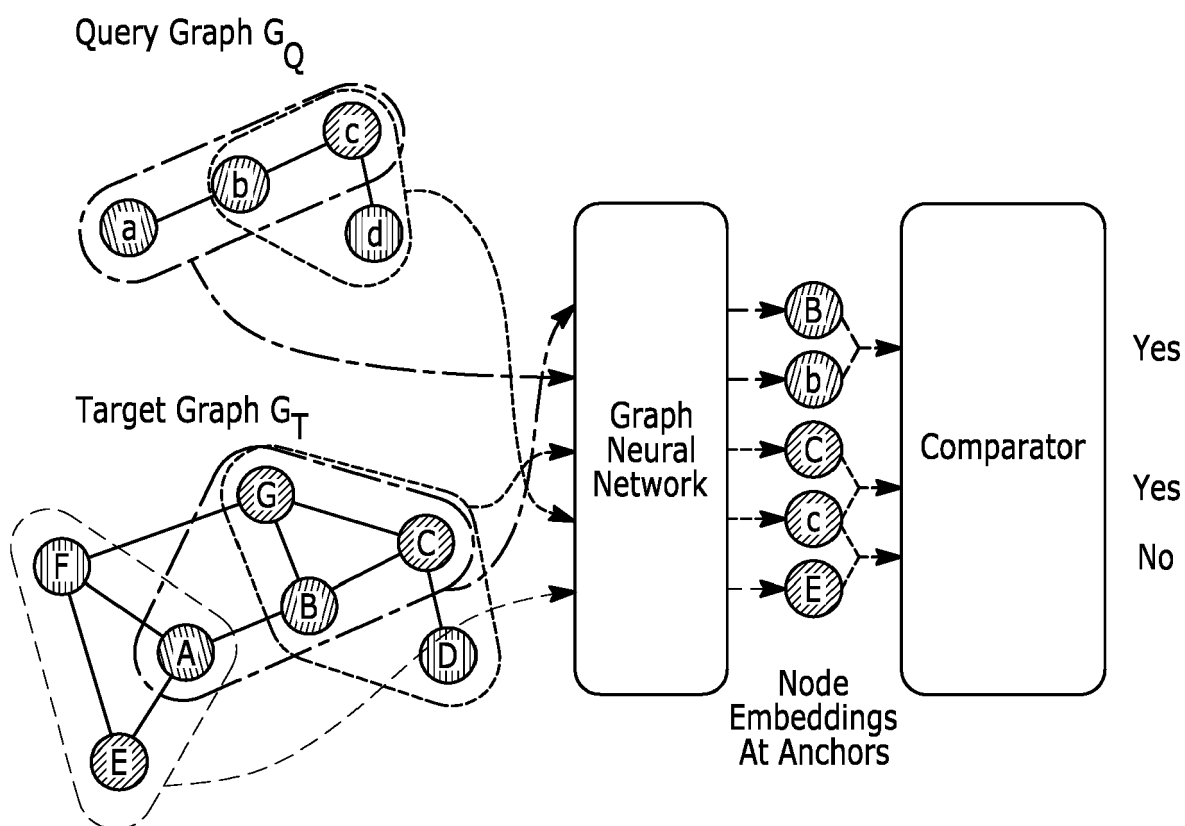 Query Graph G_Q
c
b
a
d
Target Graph G_T
G
F
C
B
A
D
E
Graph
Neural
Network
B
b
C
c
E
Node
Embeddings
At Anchors
Comparator
Yes
Yes
No